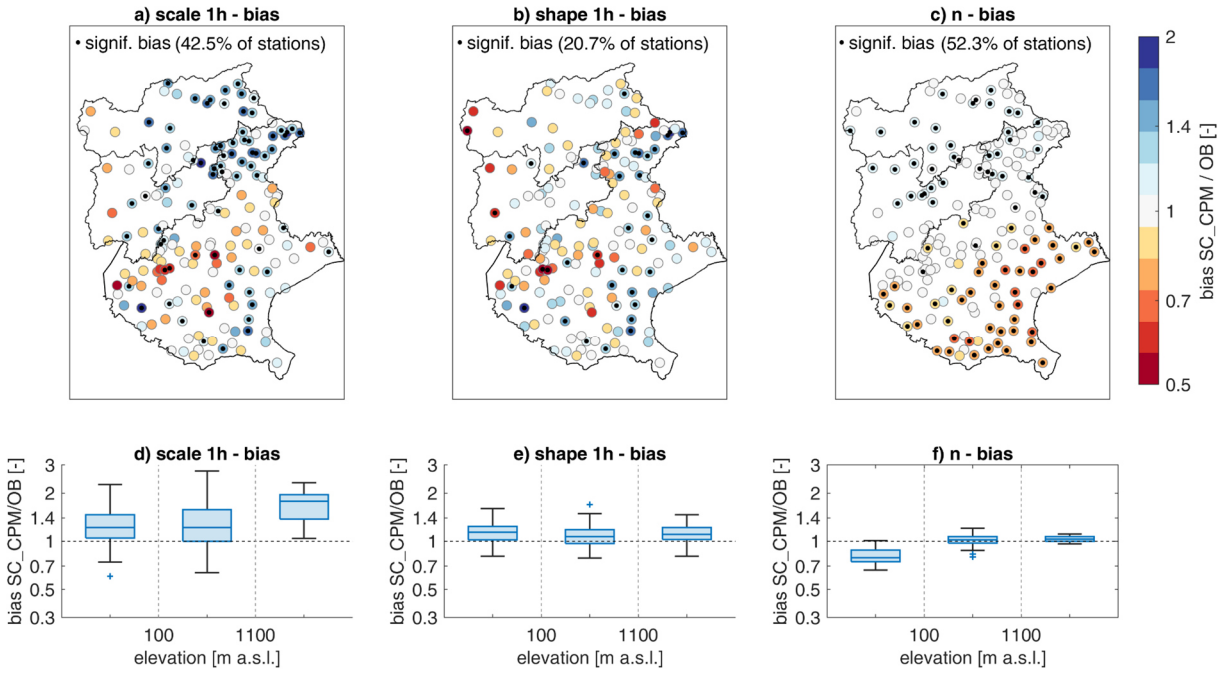 a) scale 1h - bias
b) shape 1h - bias
c) n - bias
• signif. bias (42.5% of stations)
• signif. bias (20.7% of stations)
• signif. bias (52.3% of stations)
2
1.4
1
0.7
0.5
bias SC_CPM / OB [-]
d) scale 1h - bias
3
2
1.4
1
0.7
0.5
0.3
bias SC_CPM/OB [-]
100
1100
elevation [m a.s.l.]
e) shape 1h - bias
3
2
1.4
1
0.7
0.5
0.3
bias SC_CPM/OB [-]
100
1100
elevation [m a.s.l.]
f) n - bias
3
2
1.4
1
0.7
0.5
0.3
bias SC_CPM/OB [-]
100
1100
elevation [m a.s.l.]